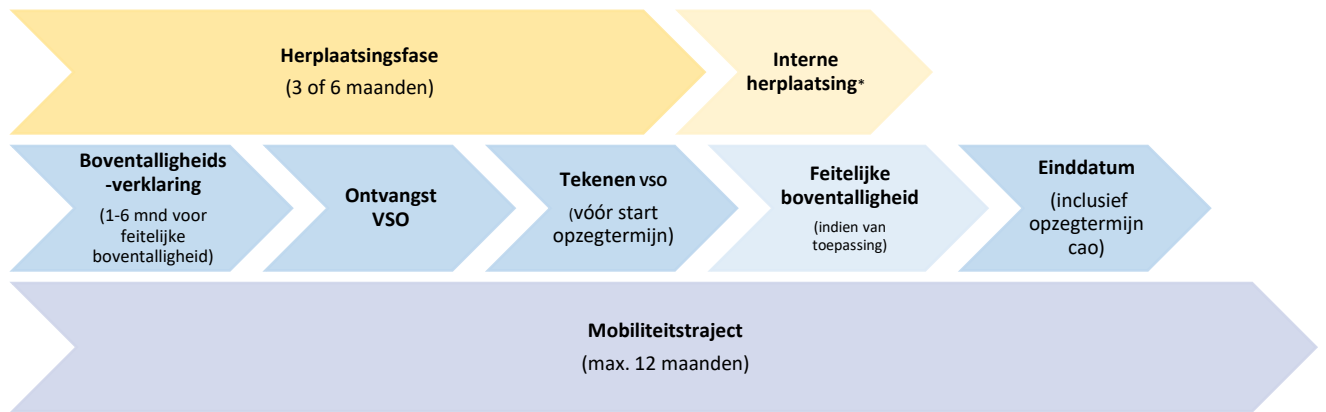 Herplaatsingsfase
(3 of 6 maanden)
Interne
herplaatsing*
Boventalligheids
-verklaring
(1-6 mnd voor
feitelijke
boventalligheid)
Ontvangst
VSO
Tekenen vso
(vóór start
opzegtermijn)
Feitelijke
boventalligheid
(indien van
toepassing)
Einddatum
(inclusief
opzegtermijn
cao)
Mobiliteitstraject
(max. 12 maanden)